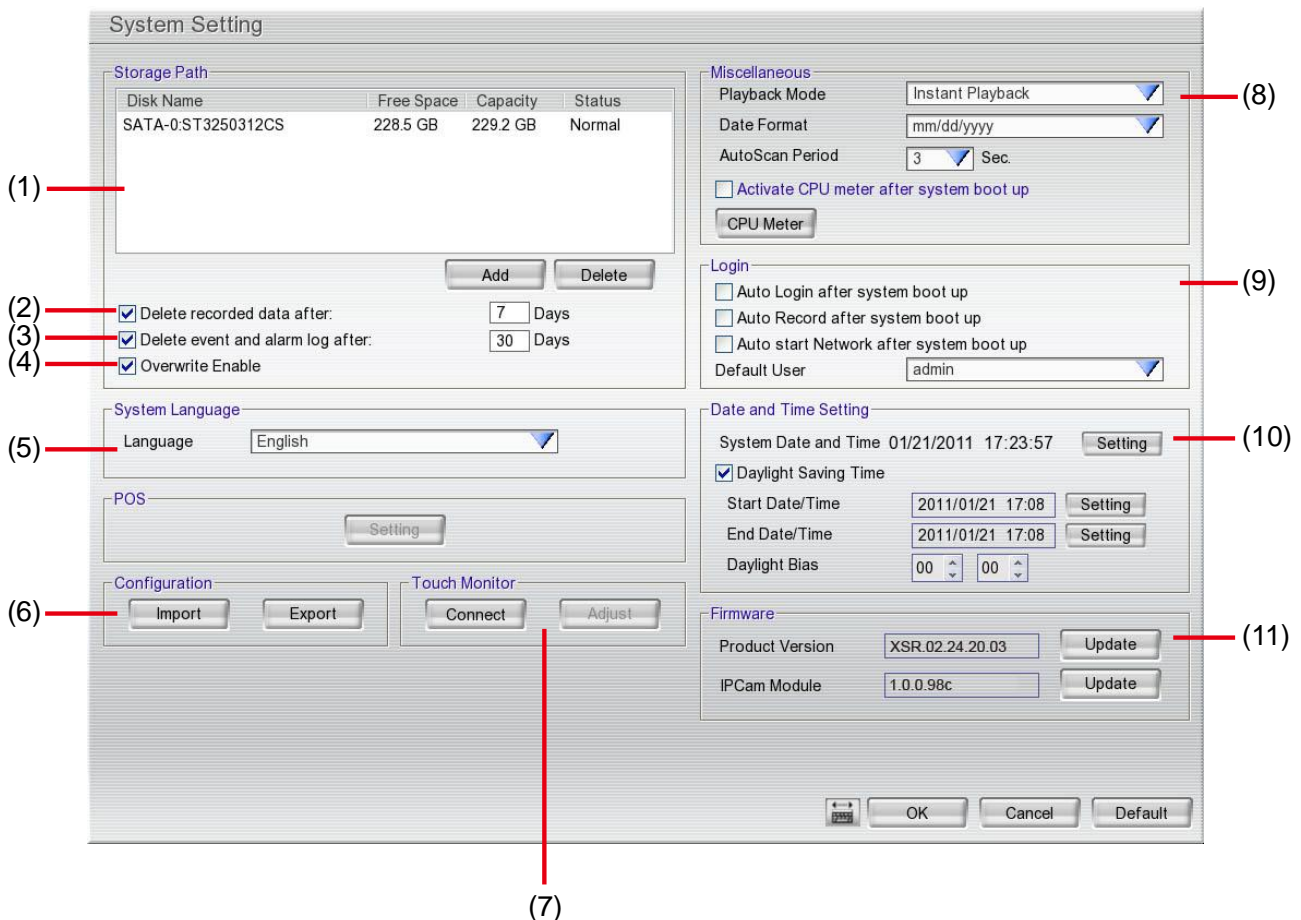 System Setting
Storage Path
Disk Name Free Space Capacity Status
SATA-0:ST3250312CS 228.5 GB 229.2 GB Normal
(1)
Add Delete
(2) Delete recorded data after: 7 Days
(3) Delete event and alarm log after: 30 Days
(4) Overwrite Enable
System Language
(5) Language English
POS
Setting
Configuration
(6) Import Export
Touch Monitor
Connect Adjust
(7)
Miscellaneous
Playback Mode Instant Playback (8)
Date Format mm/dd/yyyy
AutoScan Period 3 Sec.
Activate CPU meter after system boot up
CPU Meter
Login
Auto Login after system boot up (9)
Auto Record after system boot up
Auto start Network after system boot up
Default User admin
Date and Time Setting
System Date and Time 01/21/2011 17:23:57 Setting (10)
Daylight Saving Time
Start Date/Time 2011/01/21 17:08 Setting
End Date/Time 2011/01/21 17:08 Setting
Daylight Bias 00 00
Firmware
Product Version XSR.02.24.20.03 Update (11)
IPCam Module 1.0.0.98c Update
OK Cancel Default